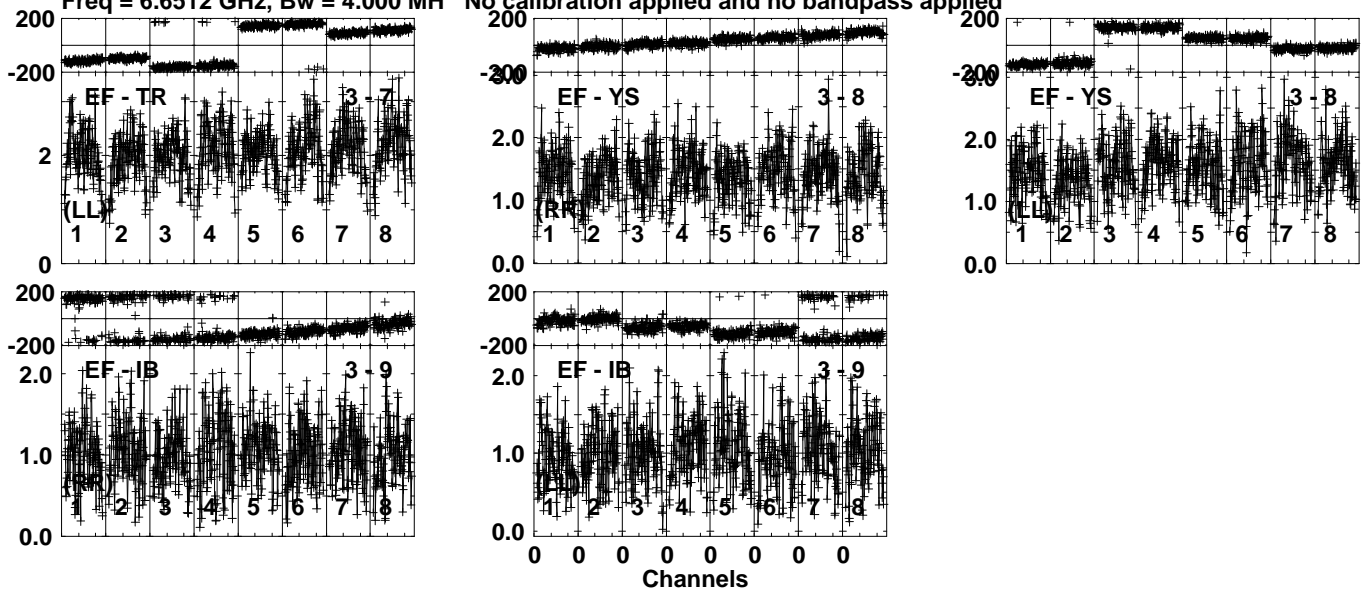 Freq = 6.6512 GHz, Bw = 4.000 MH No calibration applied and no bandpass applied
200
-200
EF - TR 3 - 7
2
(LL)
1 2 3 4 5 6 7 8
0
200
-200
3.0
EF - YS 3 - 8
2.0
1.0
(RR)
1 2 3 4 5 6 7 8
0.0
200
-200
3.0
EF - YS 3 - 8
2.0
1.0
(LL)
1 2 3 4 5 6 7 8
0.0
200
-200
EF - IB 3 - 9
2.0
1.0
(RR)
1 2 3 4 5 6 7 8
0.0
200
-200
EF - IB 3 - 9
2.0
1.0
(LL)
1 2 3 4 5 6 7 8
0.0
0 0 0 0 0 0 0 0
Channels